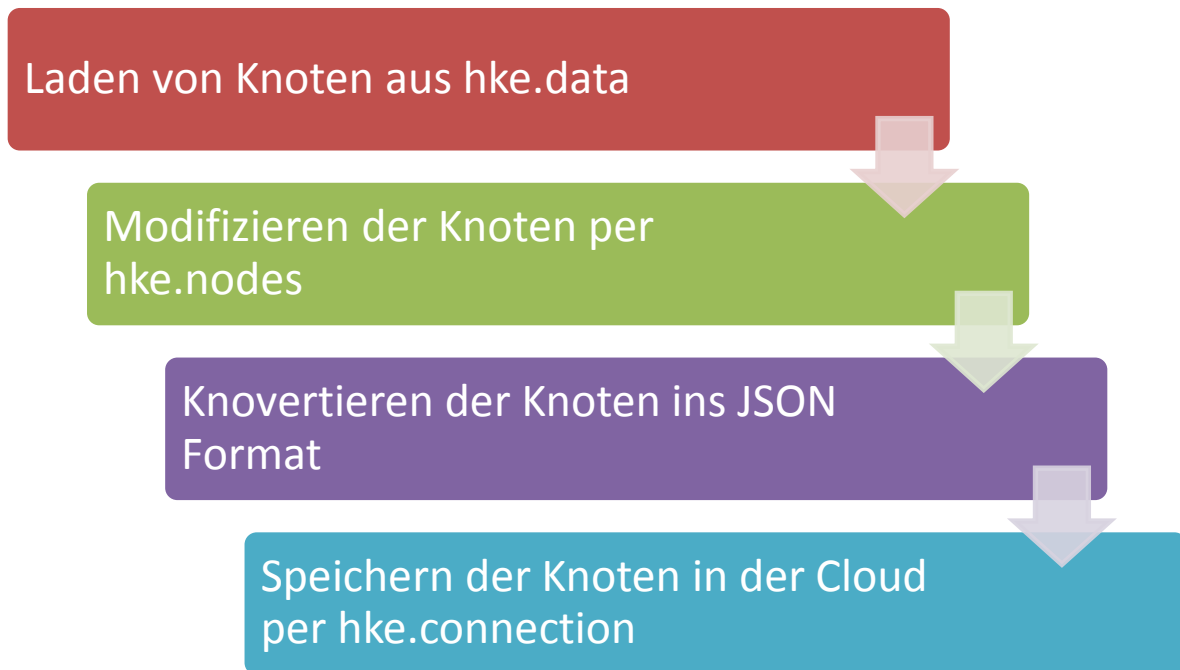 Laden von Knoten aus hke.data
Modifizieren der Knoten per
hke.nodes
Knovertieren der Knoten ins JSON
Format
Speichern der Knoten in der Cloud
per hke.connection